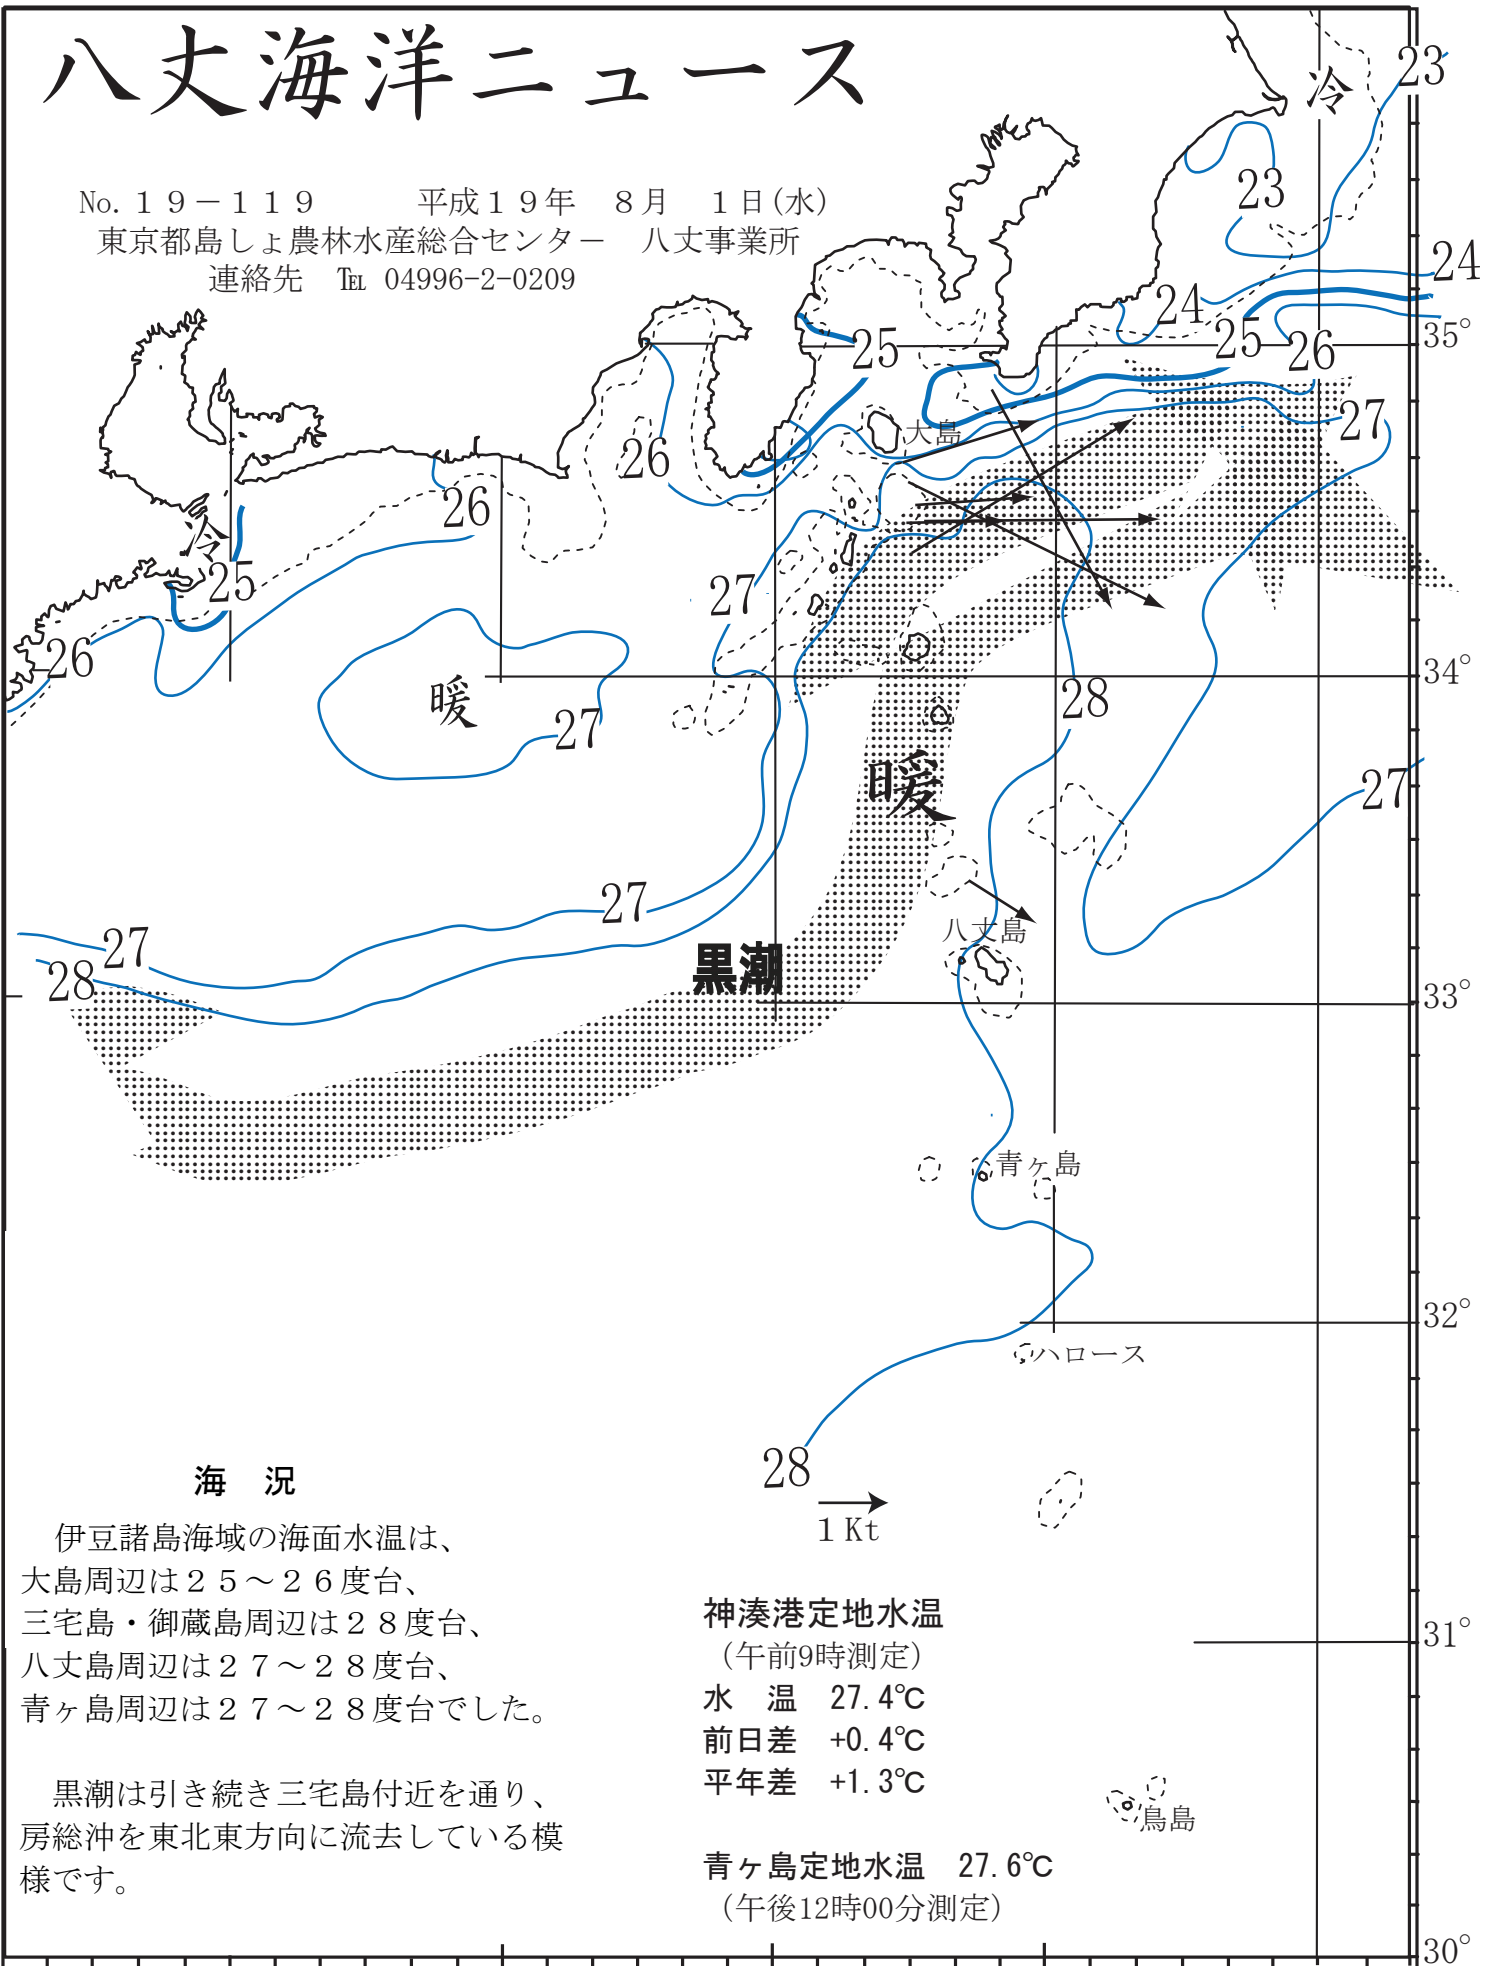 八丈海洋ニュース
No.１９－１１９　　　平成１９年　８月　１日(水)
東京都島しょ農林水産総合センター　八丈事業所
連絡先　℡ 04996-2-0209
冷
23
23
24
24
25
25
26
35°
大島
27
26
26
冷
25
27
26
34°
暖
28
27
暖
27
八丈島
27
27
黒潮
28
33°
青ヶ島
32°
ハロース
28
1 Kt
海　況
伊豆諸島海域の海面水温は、
大島周辺は２５～２６度台、
三宅島・御蔵島周辺は２８度台、
八丈島周辺は２７～２８度台、
青ヶ島周辺は２７～２８度台でした。
黒潮は引き続き三宅島付近を通り、
房総沖を東北東方向に流去している模
様です。
神湊港定地水温
（午前9時測定）
水　温　27.4℃
前日差　+0.4℃
平年差　+1.3℃
青ヶ島定地水温　27.6℃
（午後12時00分測定）
31°
鳥島
30°